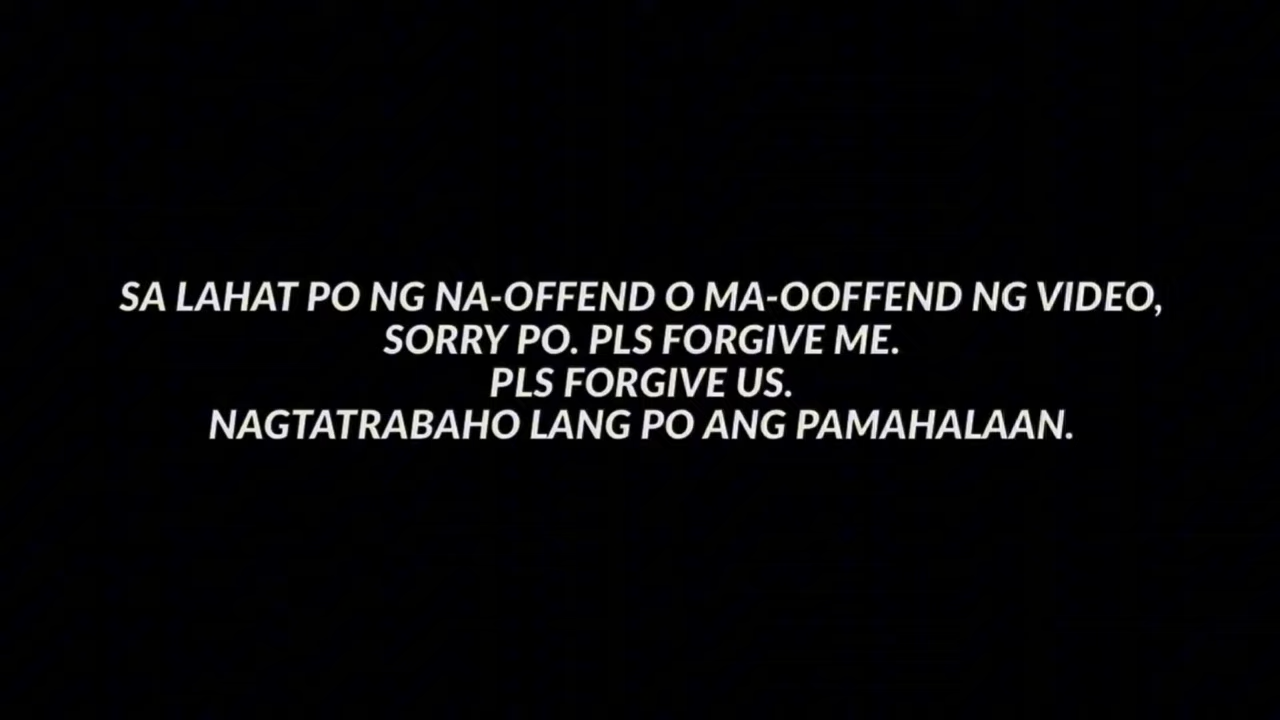 SA LAHAT PO NG NA-OFFEND O MA-OOFFEND NG VIDEO,
SORRY PO. PLS FORGIVE ME.
PLS FORGIVE US.
NAGTATRABAHO LANG PO ANG PAMAHALAAN.